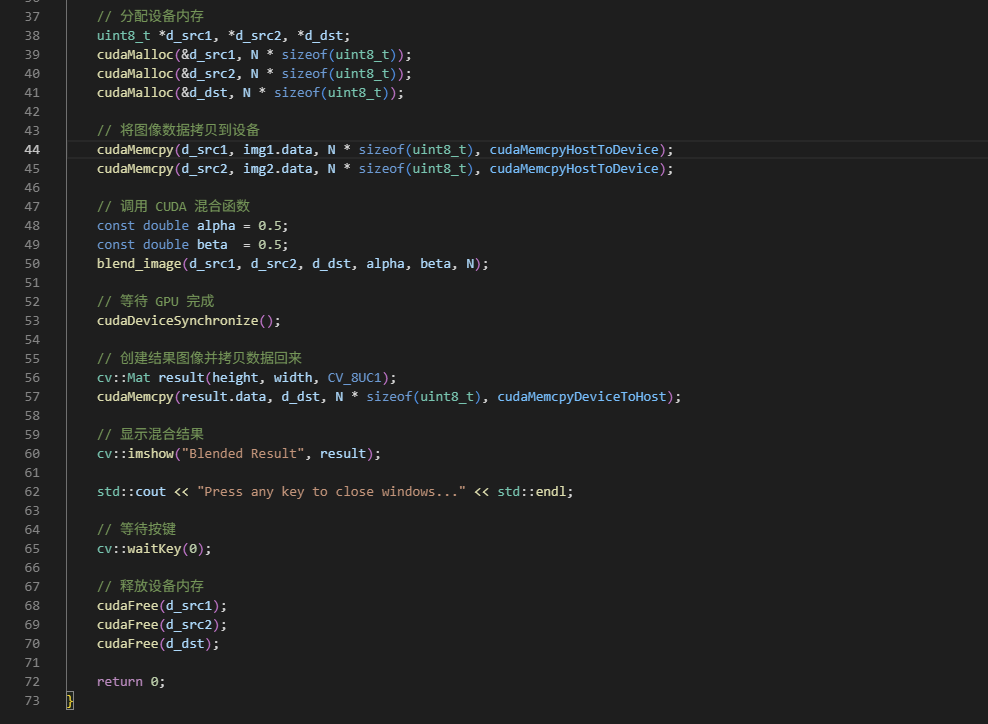 37 // 分配设备内存
38 uint8_t *d_src1, *d_src2, *d_dst;
39 cudaMalloc(&d_src1, N * sizeof(uint8_t));
40 cudaMalloc(&d_src2, N * sizeof(uint8_t));
41 cudaMalloc(&d_dst, N * sizeof(uint8_t));
42
43 // 将图像数据拷贝到设备
44 cudaMemcpy(d_src1, img1.data, N * sizeof(uint8_t), cudaMemcpyHostToDevice);
45 cudaMemcpy(d_src2, img2.data, N * sizeof(uint8_t), cudaMemcpyHostToDevice);
46
47 // 调用 CUDA 混合函数
48 const double alpha = 0.5;
49 const double beta  = 0.5;
50 blend_image(d_src1, d_src2, d_dst, alpha, beta, N);
51
52 // 等待 GPU 完成
53 cudaDeviceSynchronize();
54
55 // 创建结果图像并拷贝数据回来
56 cv::Mat result(height, width, CV_8UC1);
57 cudaMemcpy(result.data, d_dst, N * sizeof(uint8_t), cudaMemcpyDeviceToHost);
58
59 // 显示混合结果
60 cv::imshow("Blended Result", result);
61
62 std::cout << "Press any key to close windows..." << std::endl;
63
64 // 等待按键
65 cv::waitKey(0);
66
67 // 释放设备内存
68 cudaFree(d_src1);
69 cudaFree(d_src2);
70 cudaFree(d_dst);
71
72 return 0;
73 }